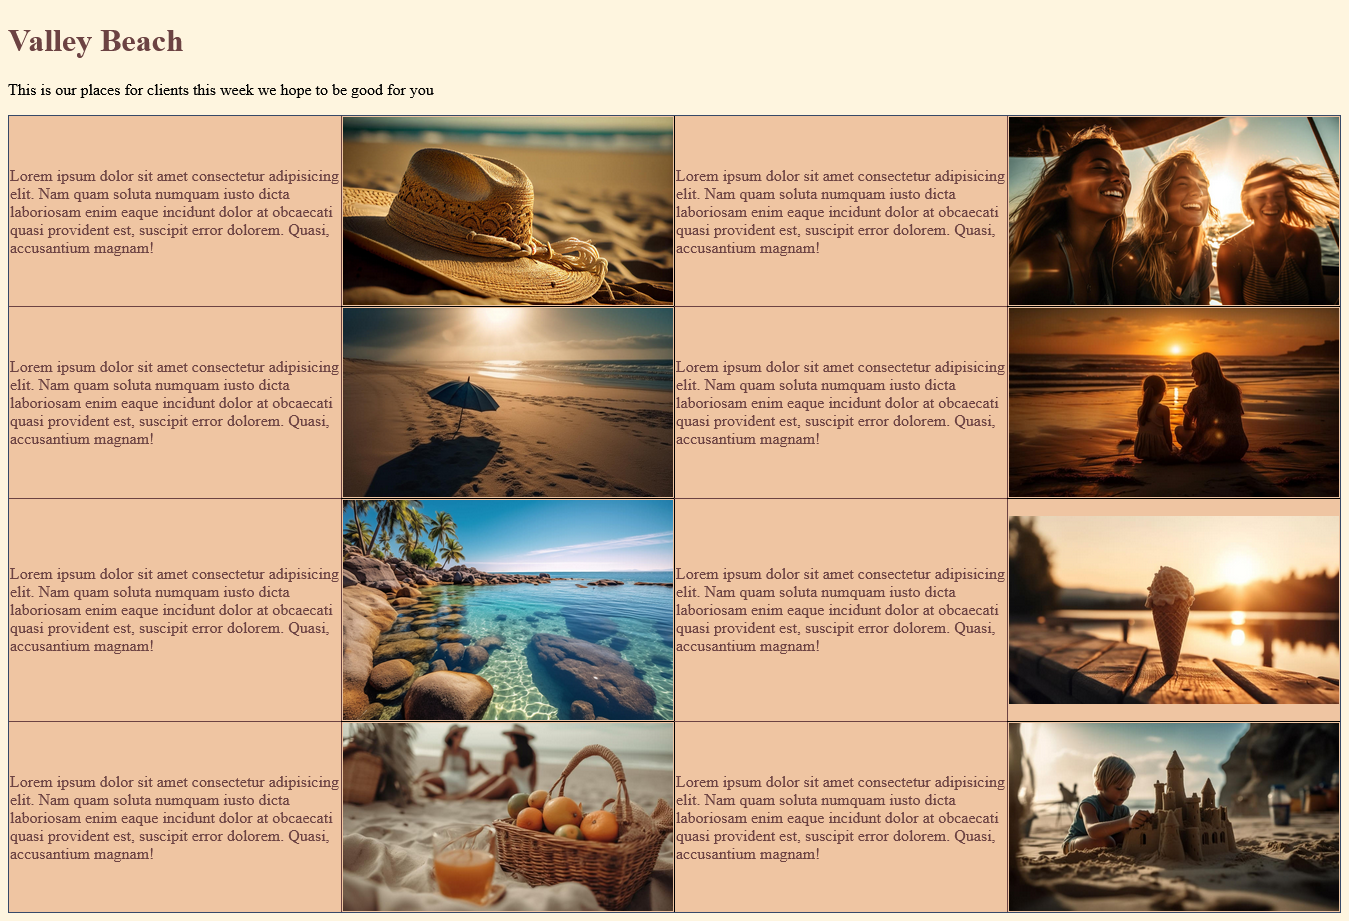 Valley Beach
This is our places for clients this week we hope to be good for you
Lorem ipsum dolor sit amet consectetur adipisicing
elit. Nam quam soluta numquam iusto dicta
laboriosam enim eaque incidunt dolor at obcaecati
quasi provident est, suscipit error dolorem. Quasi,
accusantium magnam!
Lorem ipsum dolor sit amet consectetur adipisicing
elit. Nam quam soluta numquam iusto dicta
laboriosam enim eaque incidunt dolor at obcaecati
quasi provident est, suscipit error dolorem. Quasi,
accusantium magnam!
Lorem ipsum dolor sit amet consectetur adipisicing
elit. Nam quam soluta numquam iusto dicta
laboriosam enim eaque incidunt dolor at obcaecati
quasi provident est, suscipit error dolorem. Quasi,
accusantium magnam!
Lorem ipsum dolor sit amet consectetur adipisicing
elit. Nam quam soluta numquam iusto dicta
laboriosam enim eaque incidunt dolor at obcaecati
quasi provident est, suscipit error dolorem. Quasi,
accusantium magnam!
Lorem ipsum dolor sit amet consectetur adipisicing
elit. Nam quam soluta numquam iusto dicta
laboriosam enim eaque incidunt dolor at obcaecati
quasi provident est, suscipit error dolorem. Quasi,
accusantium magnam!
Lorem ipsum dolor sit amet consectetur adipisicing
elit. Nam quam soluta numquam iusto dicta
laboriosam enim eaque incidunt dolor at obcaecati
quasi provident est, suscipit error dolorem. Quasi,
accusantium magnam!
Lorem ipsum dolor sit amet consectetur adipisicing
elit. Nam quam soluta numquam iusto dicta
laboriosam enim eaque incidunt dolor at obcaecati
quasi provident est, suscipit error dolorem. Quasi,
accusantium magnam!
Lorem ipsum dolor sit amet consectetur adipisicing
elit. Nam quam soluta numquam iusto dicta
laboriosam enim eaque incidunt dolor at obcaecati
quasi provident est, suscipit error dolorem. Quasi,
accusantium magnam!